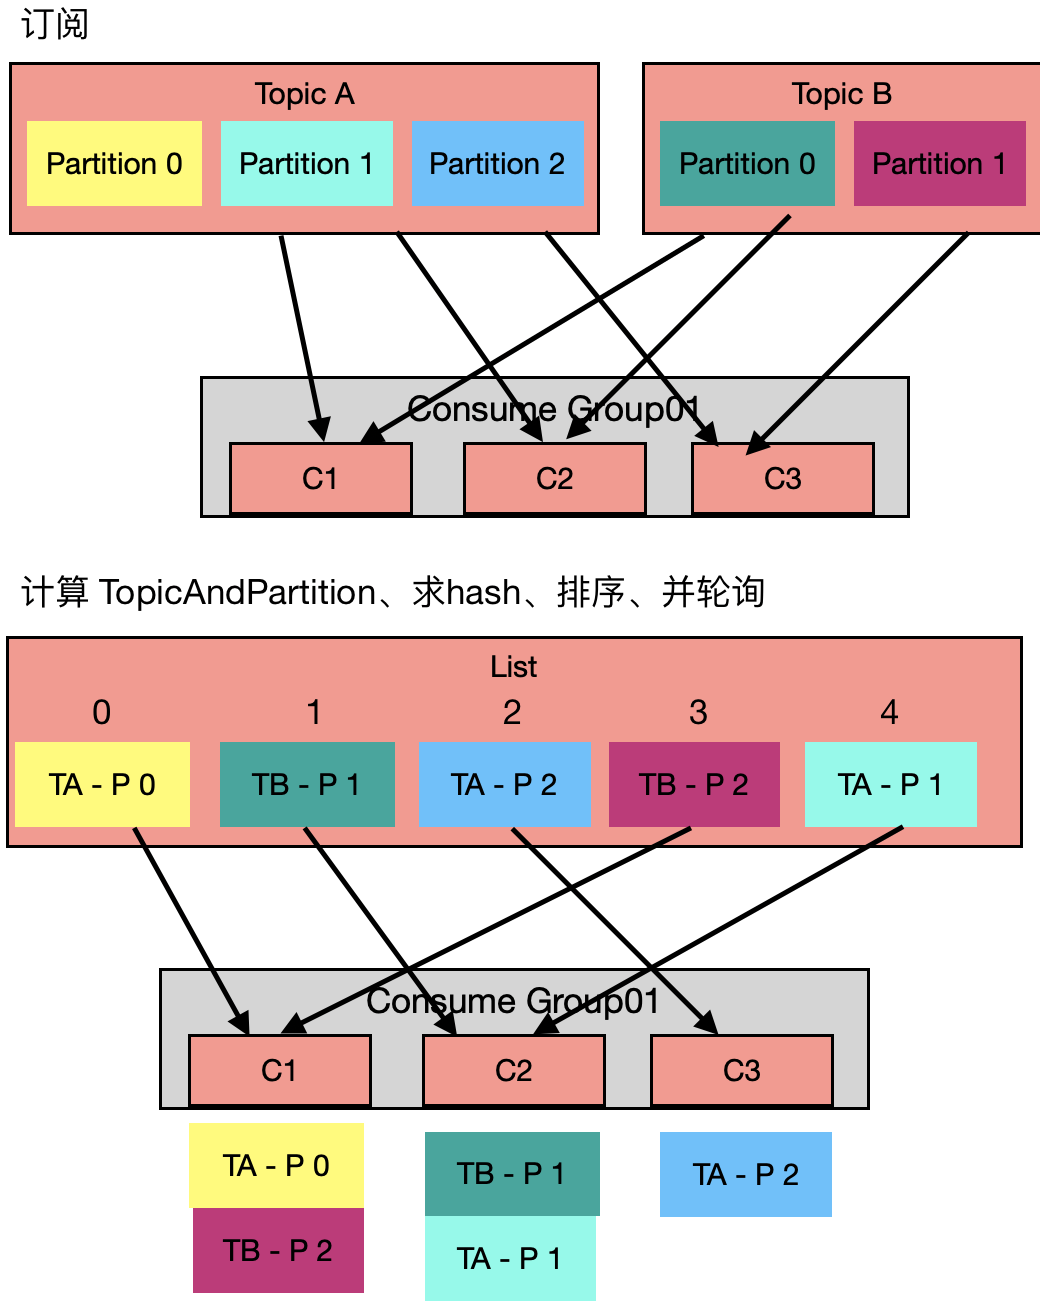 订阅
Topic A
Topic B
Partition 0
Partition 1
Partition 2
Partition 0
Partition 1
Consume Group01
C1
C2
C3
计算 TopicAndPartition、求hash、排序、并轮询
List
0
1
2
3
4
TA - P 0
TB - P 1
TA - P 2
TB - P 2
TA - P 1
Consume Group01
C1
C2
C3
TA - P 0
TB - P 1
TA - P 2
TB - P 2
TA - P 1